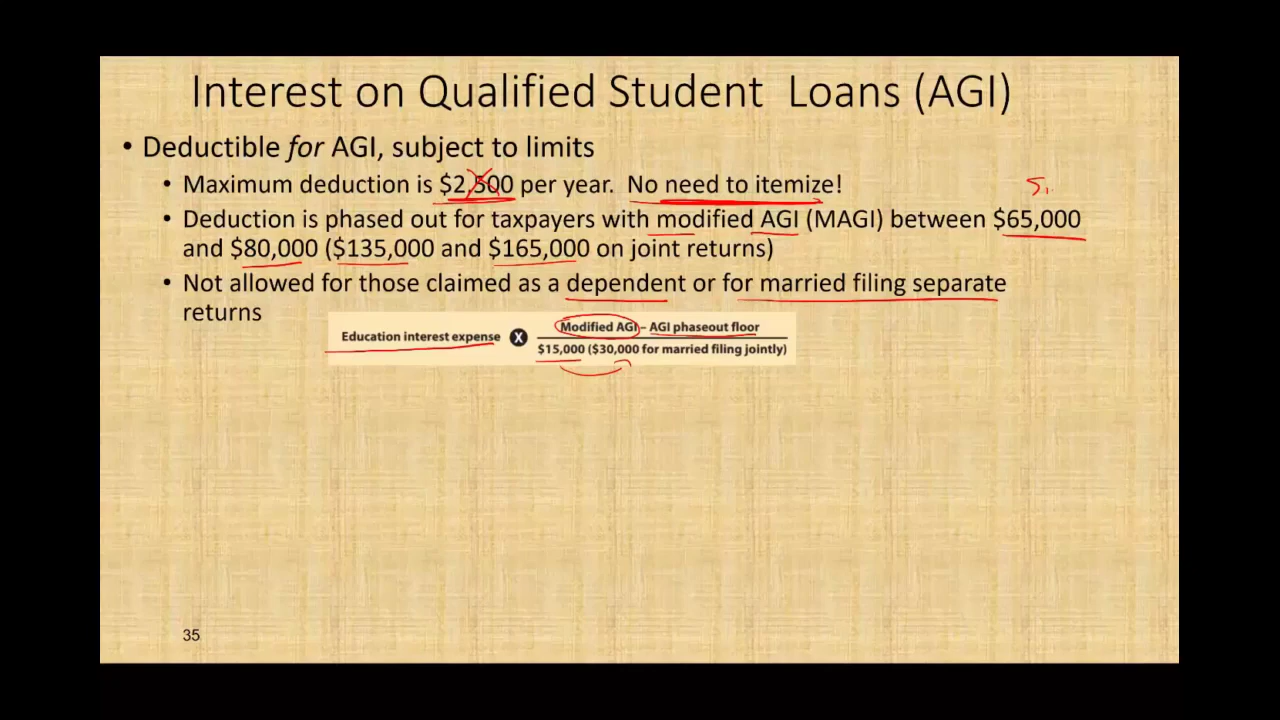 Interest on Qualified Student Loans (AGI)
• Deductible for AGI, subject to limits
• Maximum deduction is $2,500 per year. No need to itemize!
• Deduction is phased out for taxpayers with modified AGI (MAGI) between $65,000
and $80,000 ($135,000 and $165,000 on joint returns)
• Not allowed for those claimed as a dependent or for married filing separate
returns
Modified AGI – AGI phaseout floor
Education interest expense X
$15,000 ($30,000 for married filing jointly)
35